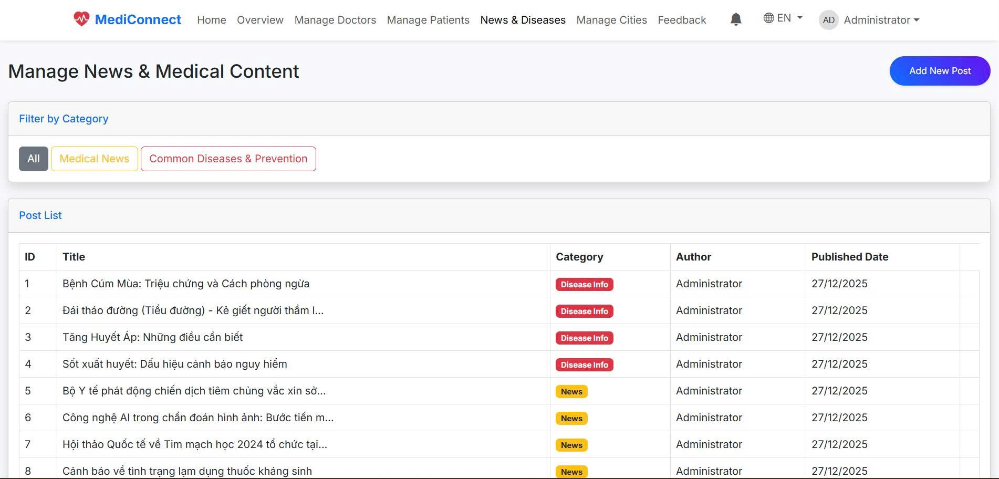 MediConnect Home Overview Manage Doctors Manage Patients News & Diseases Manage Cities Feedback EN AD Administrator
Manage News & Medical Content Add New Post
Filter by Category
All Medical News Common Diseases & Prevention
Post List
ID Title Category Author Published Date
1 Bệnh Cúm Mùa: Triệu chứng và Cách phòng ngừa Disease Info Administrator 27/12/2025
2 Đái tháo đường (Tiểu đường) - Kẻ giết người thầm l... Disease Info Administrator 27/12/2025
3 Tăng Huyết Áp: Những điều cần biết Disease Info Administrator 27/12/2025
4 Sốt xuất huyết: Dấu hiệu cảnh báo nguy hiểm Disease Info Administrator 27/12/2025
5 Bộ Y tế phát động chiến dịch tiêm chủng vắc xin sở... News Administrator 27/12/2025
6 Công nghệ AI trong chẩn đoán hình ảnh: Bước tiến m... News Administrator 27/12/2025
7 Hội thảo Quốc tế về Tim mạch học 2024 tổ chức tại... News Administrator 27/12/2025
8 Cảnh báo về tình trạng lạm dụng thuốc kháng sinh News Administrator 27/12/2025